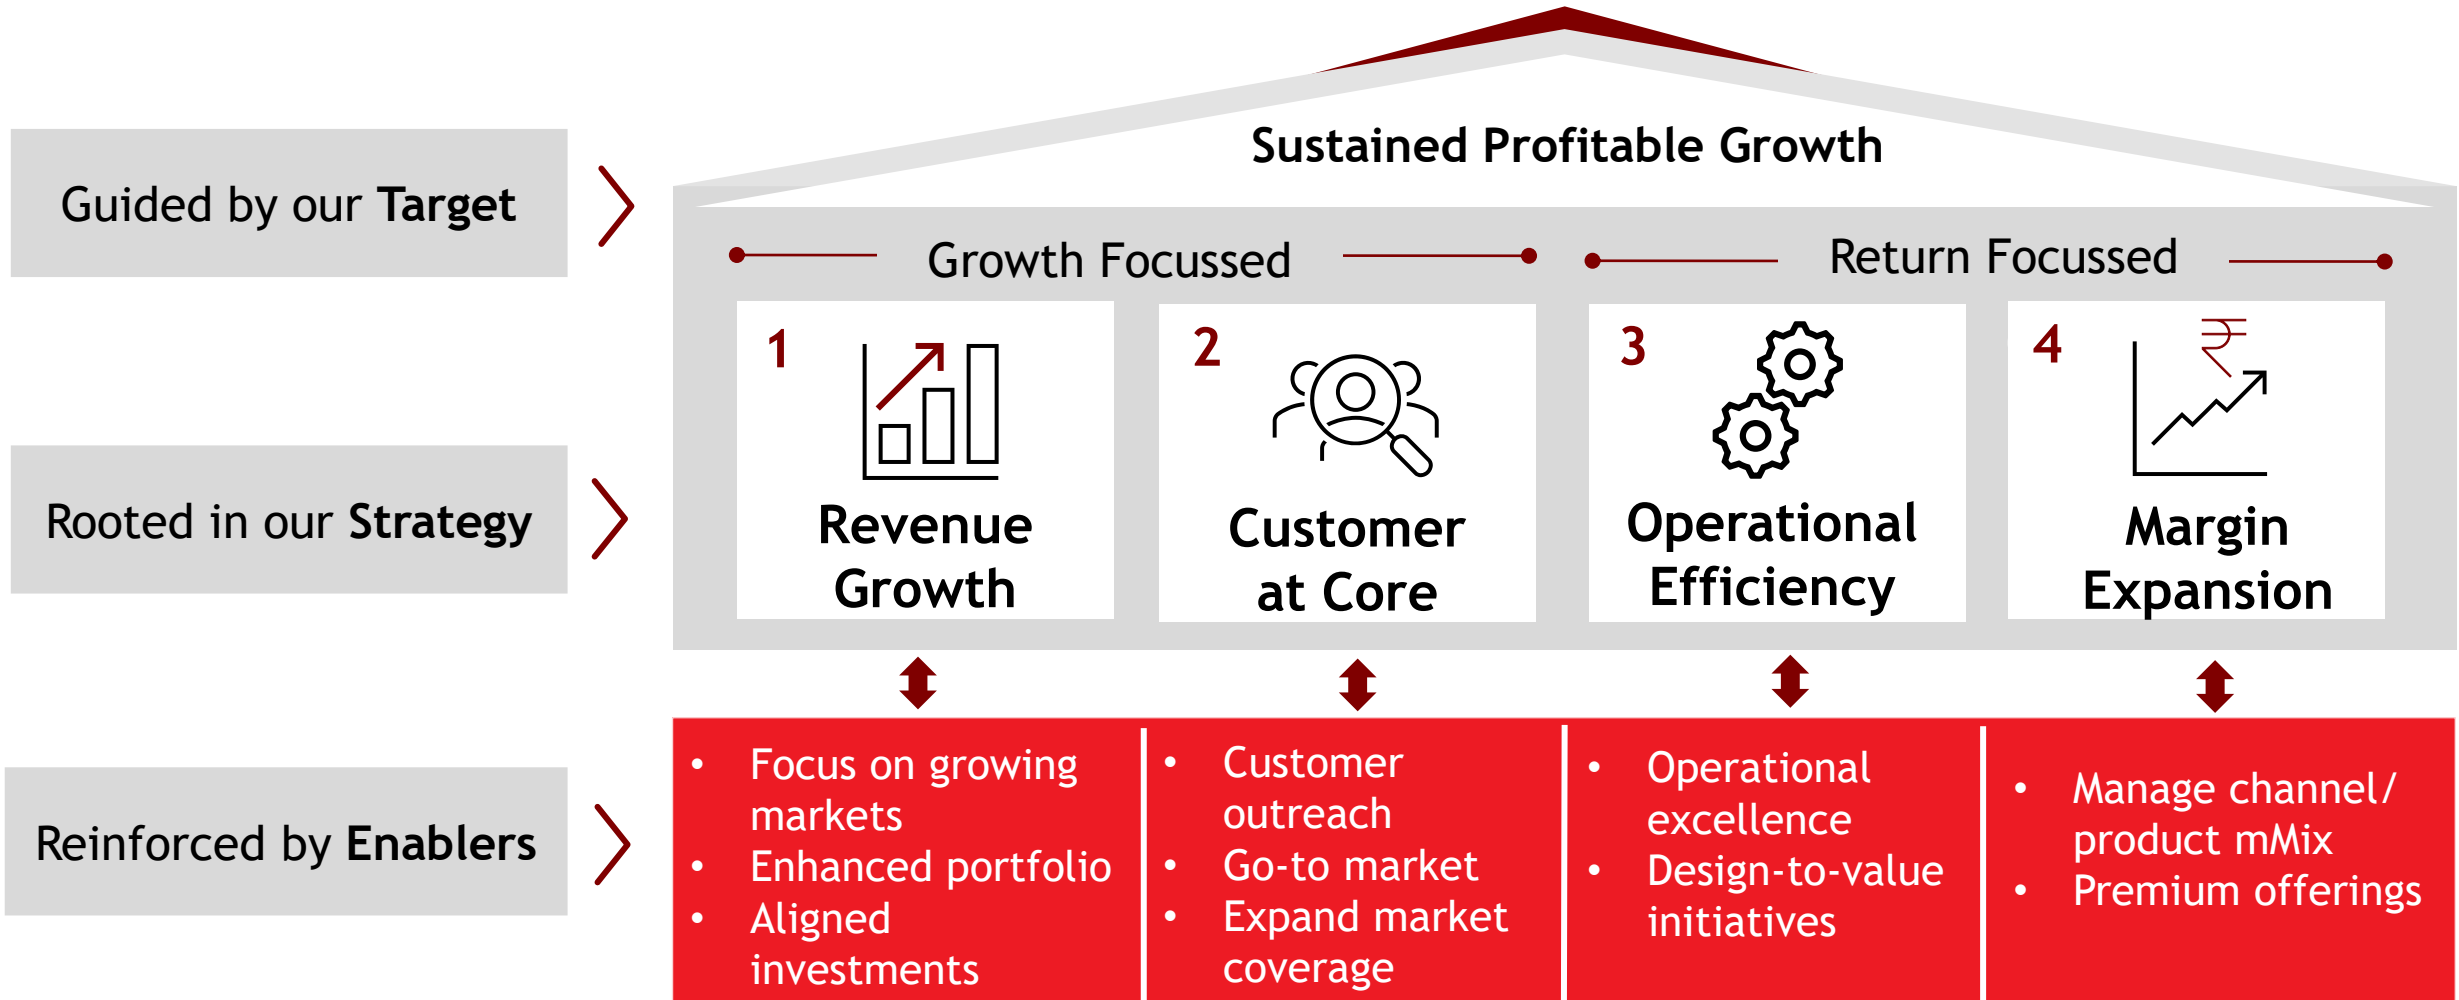 Sustained Profitable Growth
Guided by our Target
Growth Focussed
Return Focussed
1
2
3
4
₹
Rooted in our Strategy
Revenue
Growth
Customer
at Core
Operational
Efficiency
Margin
Expansion
Reinforced by Enablers
• Focus on growing
markets
• Enhanced portfolio
• Aligned
investments
• Customer
outreach
• Go-to market
• Expand market
coverage
• Operational
excellence
• Design-to-value
initiatives
• Manage channel/
product mMix
• Premium offerings